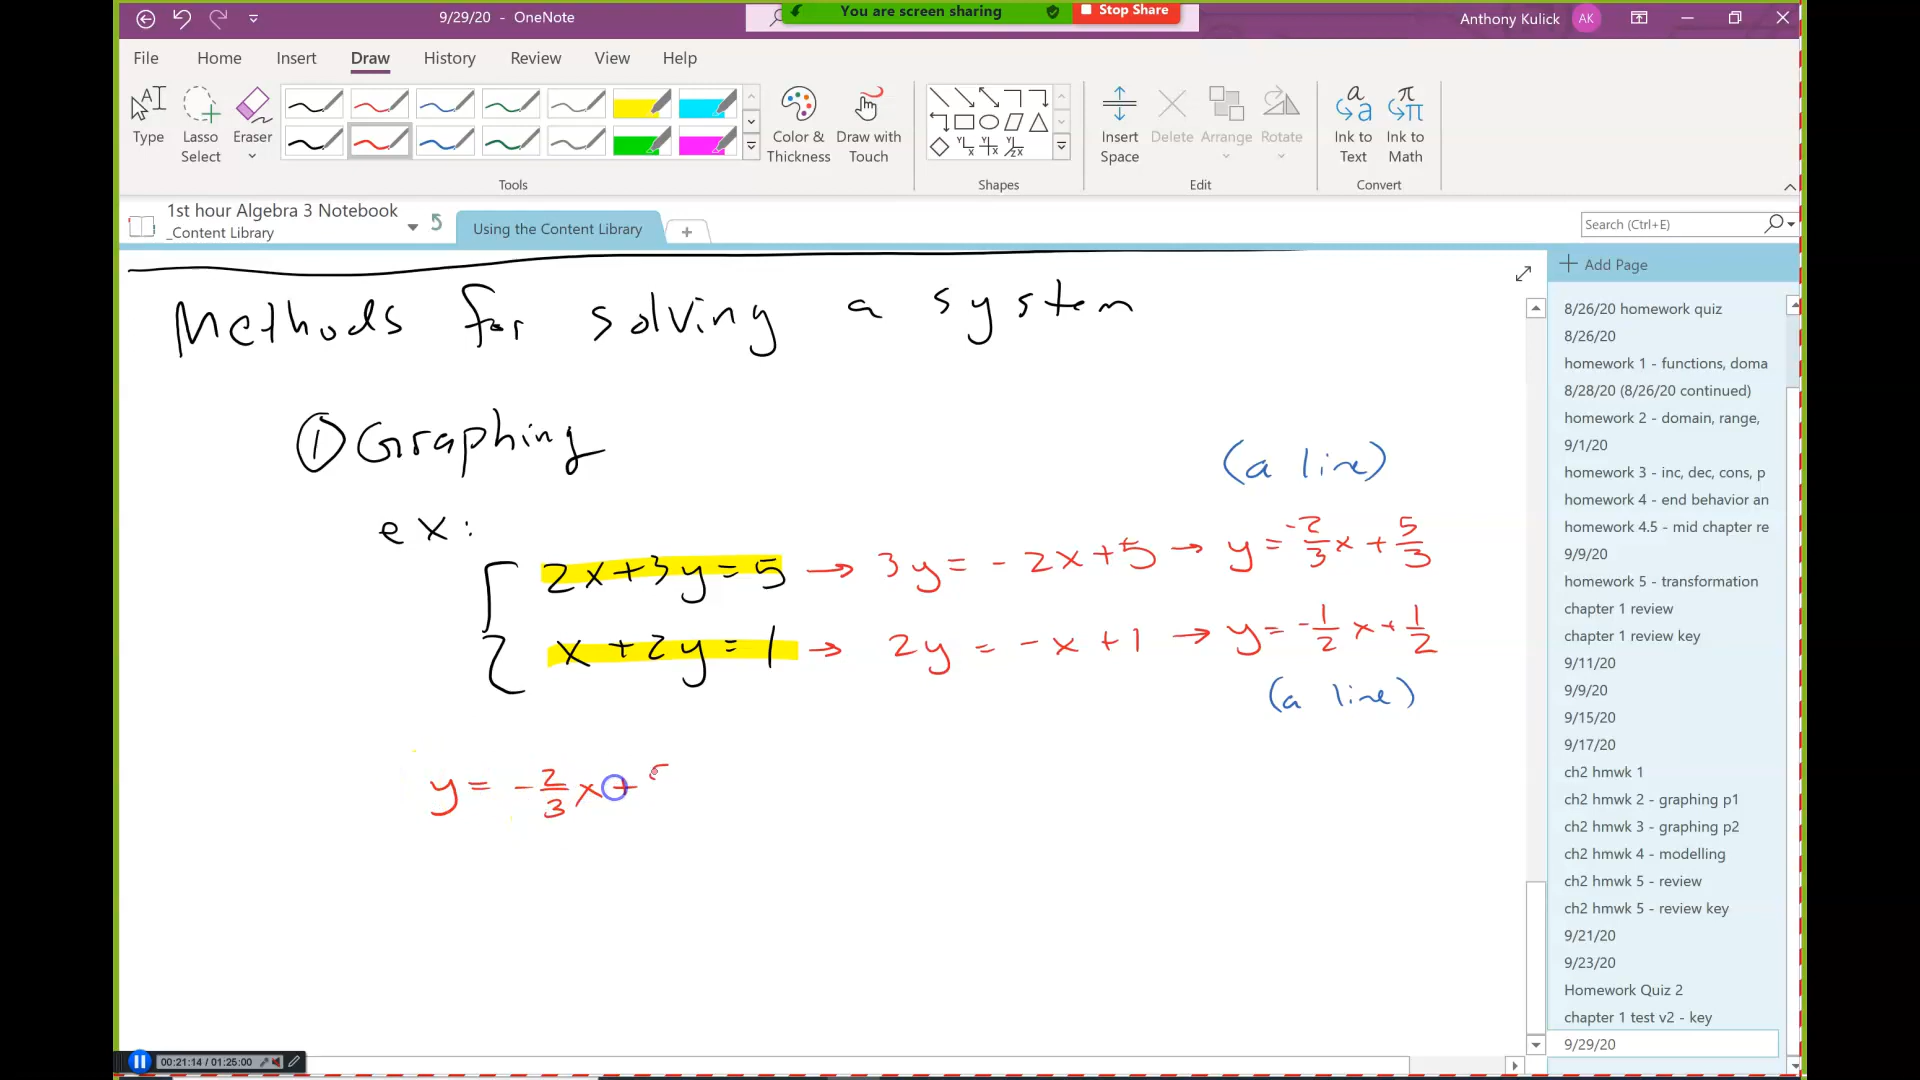 9/29/20 - OneNote
You are screen sharing
Stop Share
Anthony Kulick
AK
File Home Insert Draw History Review View Help
Type
Lasso Select
Eraser
Color & Thickness
Draw with Touch
Insert Space
Delete
Arrange
Rotate
Ink to Text
Ink to Math
Tools
Shapes
Edit
Convert
1st hour Algebra 3 Notebook
_Content Library
Using the Content Library
Search (Ctrl+E)
Methods for solving a system
① Graphing
(a line)
ex:
2x+3y=5 → 3y = -2x+5 → y = -2/3 x + 5/3
x+2y=1 → 2y = -x+1 → y = -1/2 x + 1/2
(a line)
y = -2/3 x +
Add Page
8/26/20 homework quiz
8/26/20
homework 1 - functions, doma
8/28/20 (8/26/20 continued)
homework 2 - domain, range,
9/1/20
homework 3 - inc, dec, cons, p
homework 4 - end behavior an
homework 4.5 - mid chapter re
9/9/20
homework 5 - transformation
chapter 1 review
chapter 1 review key
9/11/20
9/9/20
9/15/20
9/17/20
ch2 hmwk 1
ch2 hmwk 2 - graphing p1
ch2 hmwk 3 - graphing p2
ch2 hmwk 4 - modelling
ch2 hmwk 5 - review
ch2 hmwk 5 - review key
9/21/20
9/23/20
Homework Quiz 2
chapter 1 test v2 - key
9/29/20
00:21:14 / 01:25:00